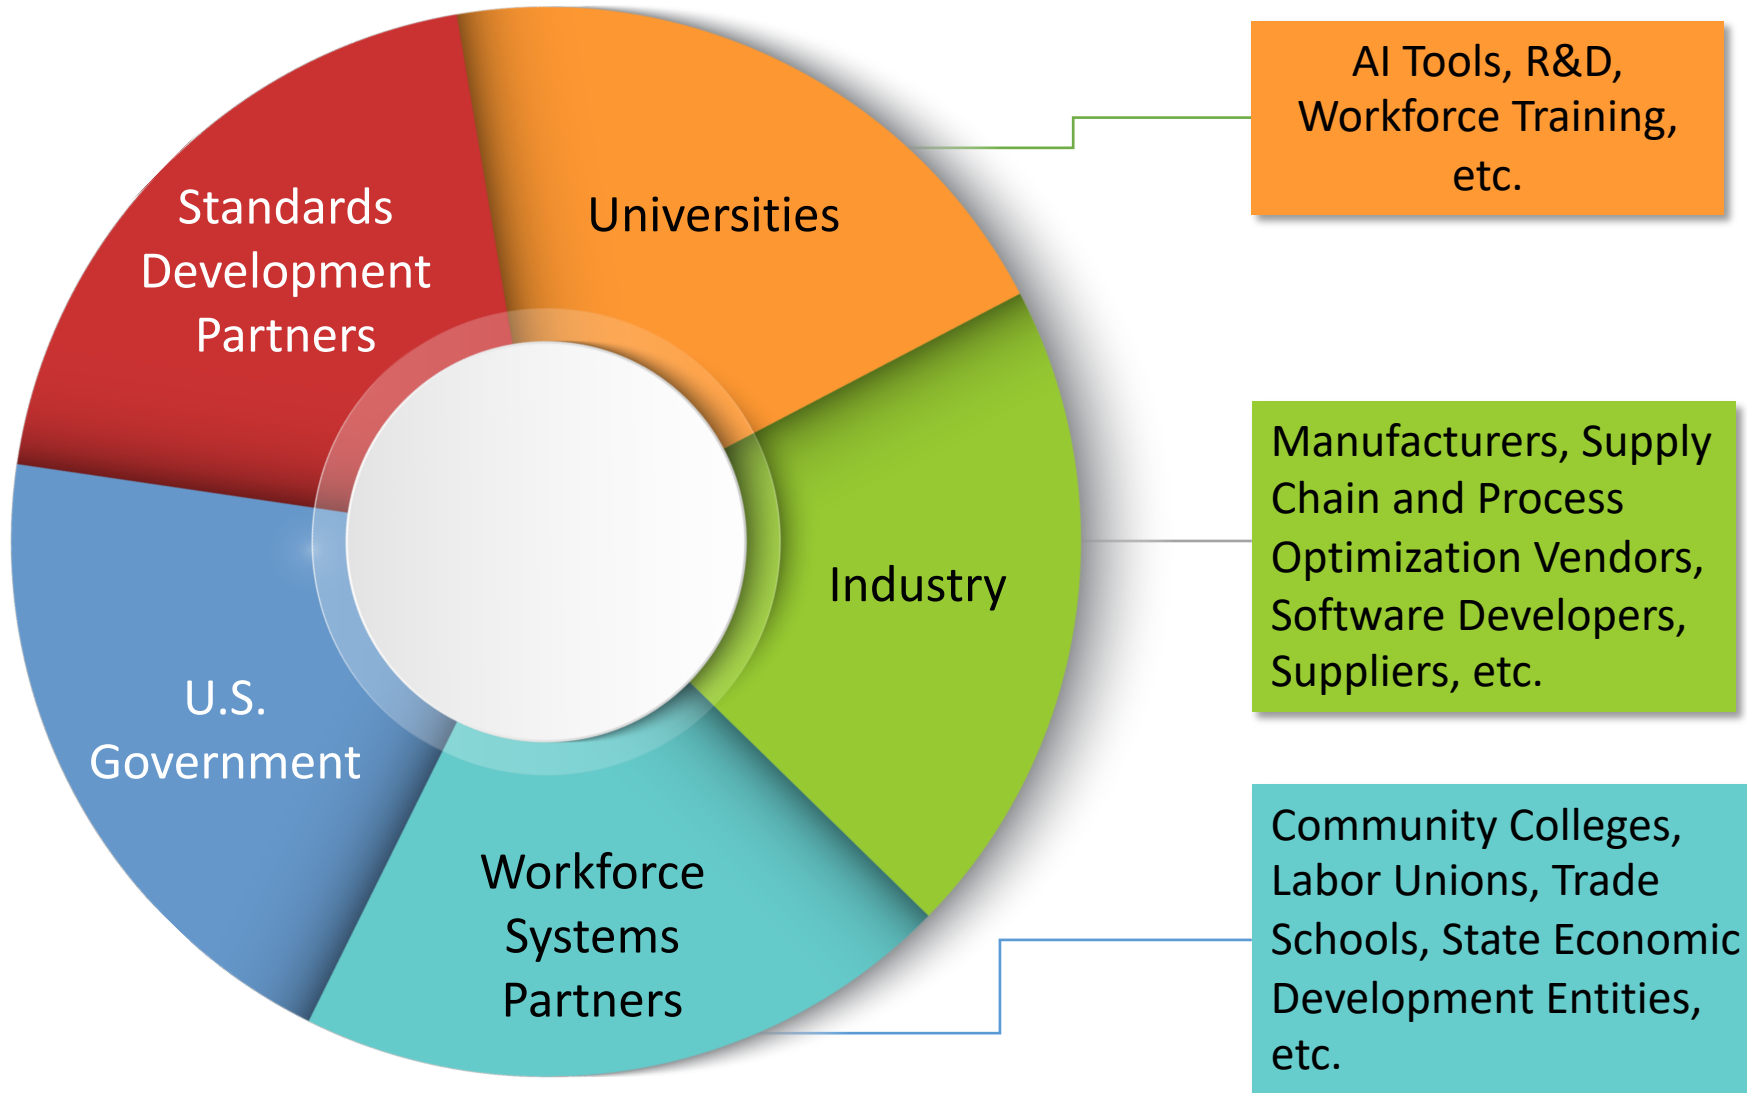 Standards
Development
Partners
Universities
AI Tools, R&D,
Workforce Training,
etc.
Industry
Manufacturers, Supply
Chain and Process
Optimization Vendors,
Software Developers,
Suppliers, etc.
U.S.
Government
Workforce
Systems
Partners
Community Colleges,
Labor Unions, Trade
Schools, State Economic
Development Entities,
etc.